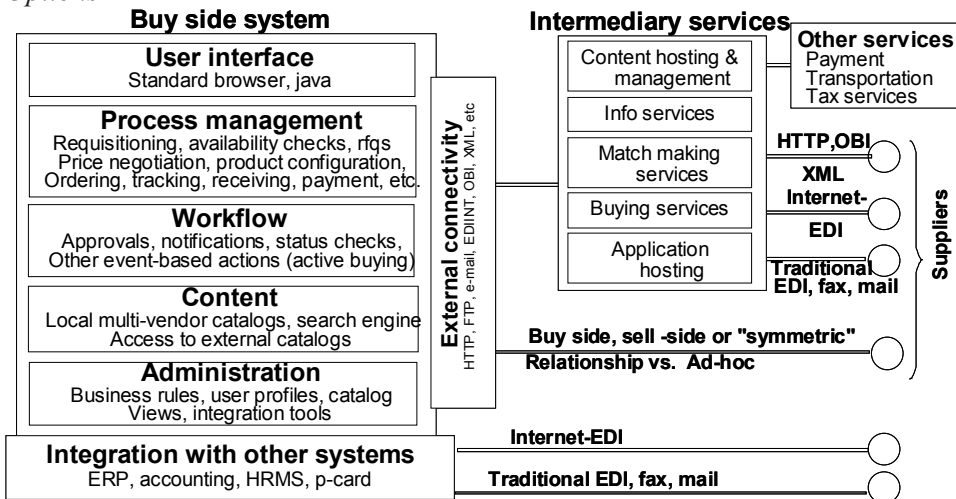 Options
Buy side system
User interface
Standard browser, java
Process management
Requisitioning, availability checks, rfqs
Price negotiation, product configuration,
Ordering, tracking, receiving, payment, etc.
Workflow
Approvals, notifications, status checks,
Other event-based actions (active buying)
Content
Local multi-vendor catalogs, search engine
Access to external catalogs
Administration
Business rules, user profiles, catalog
Views, integration tools
Integration with other systems
ERP, accounting, HRMS, p-card
External connectivity
HTTP, FTP, e-mail, EDIINT, OBI, XML, etc
Intermediary services
Content hosting &
management
Info services
Match making
services
Buying services
Application
hosting
Other services
Payment
Transportation
Tax services
HTTP,OBI
XML
Internet-
EDI
Traditional
EDI, fax, mail
Suppliers
Buy side, sell -side or "symmetric"
Relationship vs. Ad-hoc
Internet-EDI
Traditional EDI, fax, mail